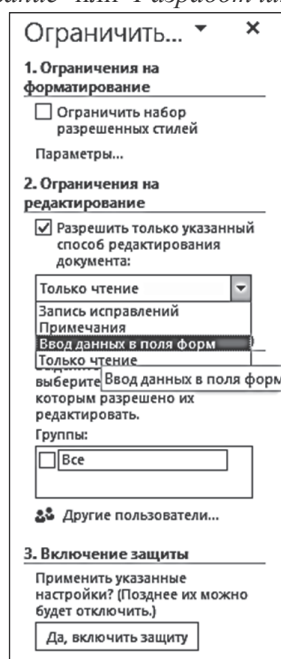 Ограничить...
1. Ограничения на
форматирование
Ограничить набор
разрешенных стилей
Параметры...
2. Ограничения на
редактирование
Разрешить только указанный
способ редактирования
документа:
Только чтение
Запись исправлений
Примечания
Ввод данных в поля форм
Только чтение
выберите
Ввод данных в поля форм
которым разрешено их
редактировать.
Группы:
Все
Другие пользователи...
3. Включение защиты
Применить указанные
настройки? (Позднее их можно
будет отключить.)
Да, включить защиту